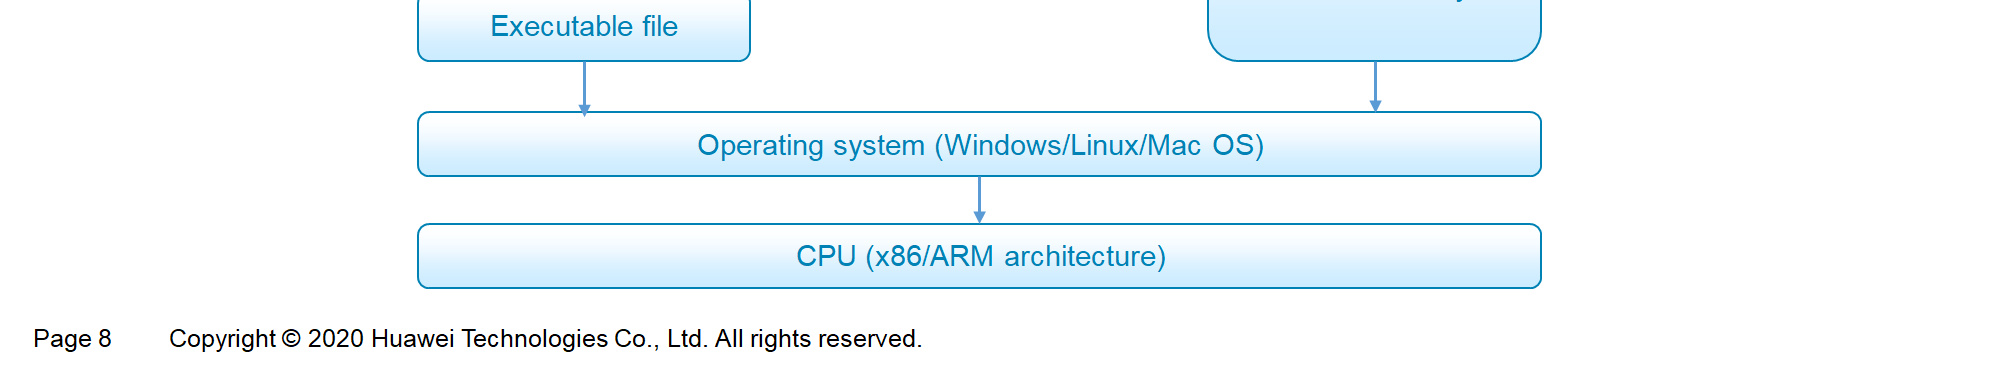 Executable file
Operating system (Windows/Linux/Mac OS)
CPU (x86/ARM architecture)
Page 8 Copyright © 2020 Huawei Technologies Co., Ltd. All rights reserved.